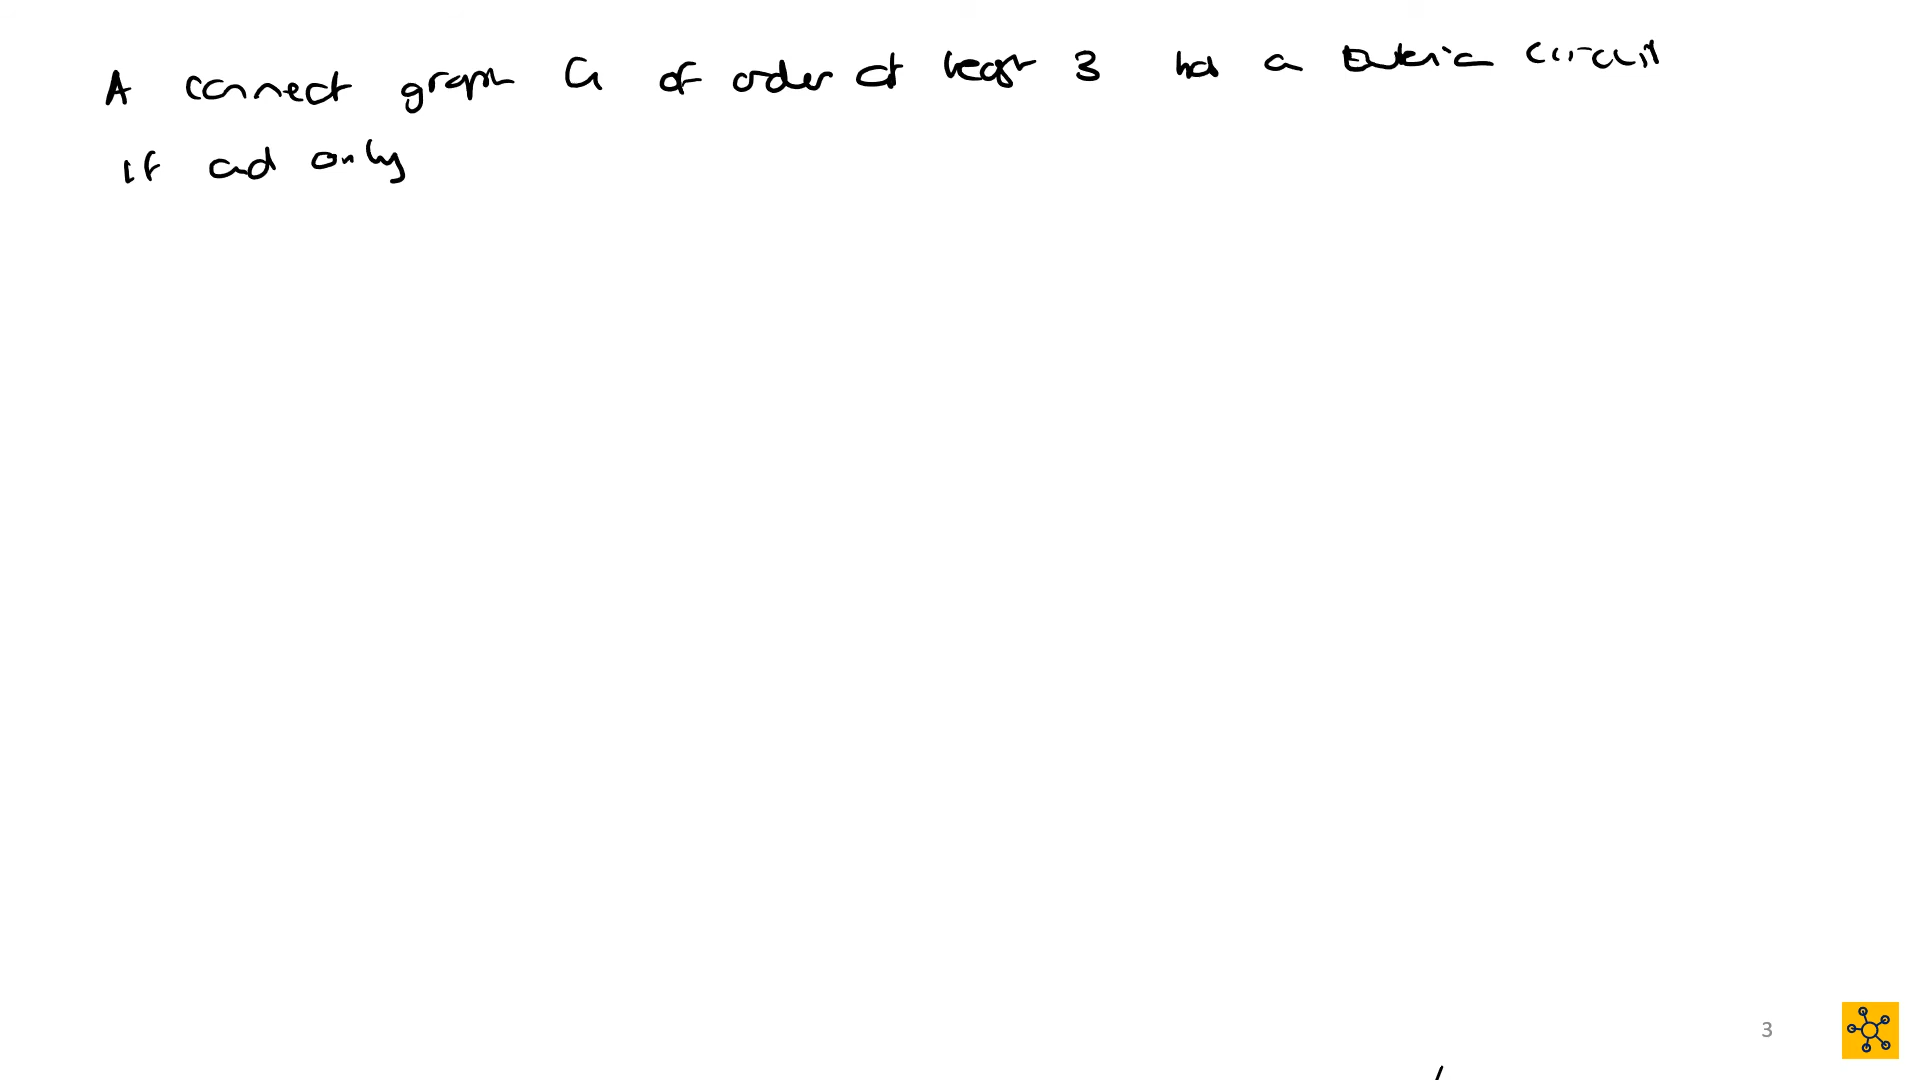 A connect graph G of order at least 3 has a Eulerian circuit
if and only
3